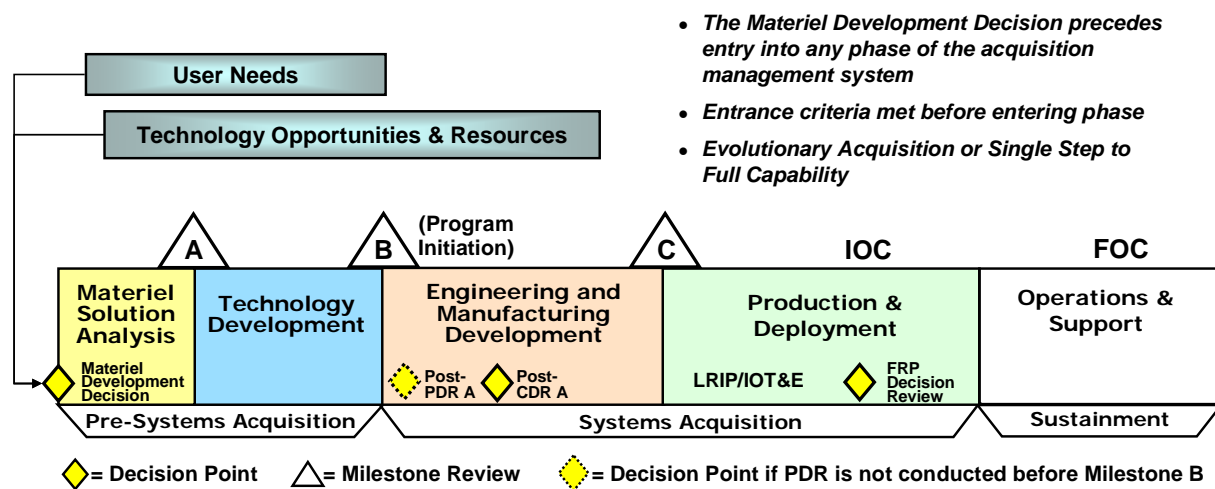 • The Materiel Development Decision precedes
entry into any phase of the acquisition
management system
• Entrance criteria met before entering phase
• Evolutionary Acquisition or Single Step to
Full Capability
User Needs
Technology Opportunities & Resources
A
B
(Program
Initiation)
C
IOC
FOC
Materiel
Solution
Analysis
Technology
Development
Engineering and
Manufacturing
Development
Production &
Deployment
Operations &
Support
Materiel
Development
Decision
Post-
PDR A
Post-
CDR A
LRIP/IOT&E
FRP
Decision
Review
Pre-Systems Acquisition
Systems Acquisition
Sustainment
= Decision Point
= Milestone Review
= Decision Point if PDR is not conducted before Milestone B